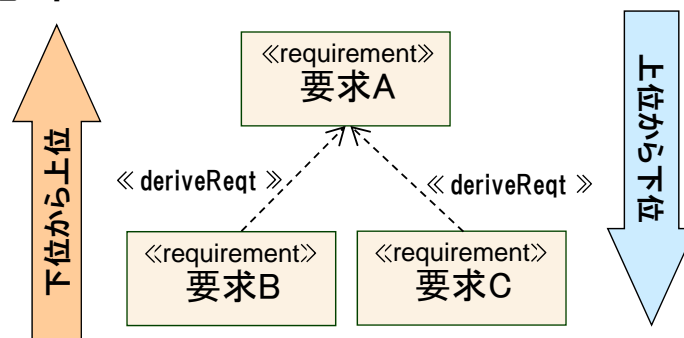 ≪requirement≫
要求A
下位から上位
上位から下位
≪ deriveReqt ≫
≪ deriveReqt ≫
≪requirement≫
要求B
≪requirement≫
要求C